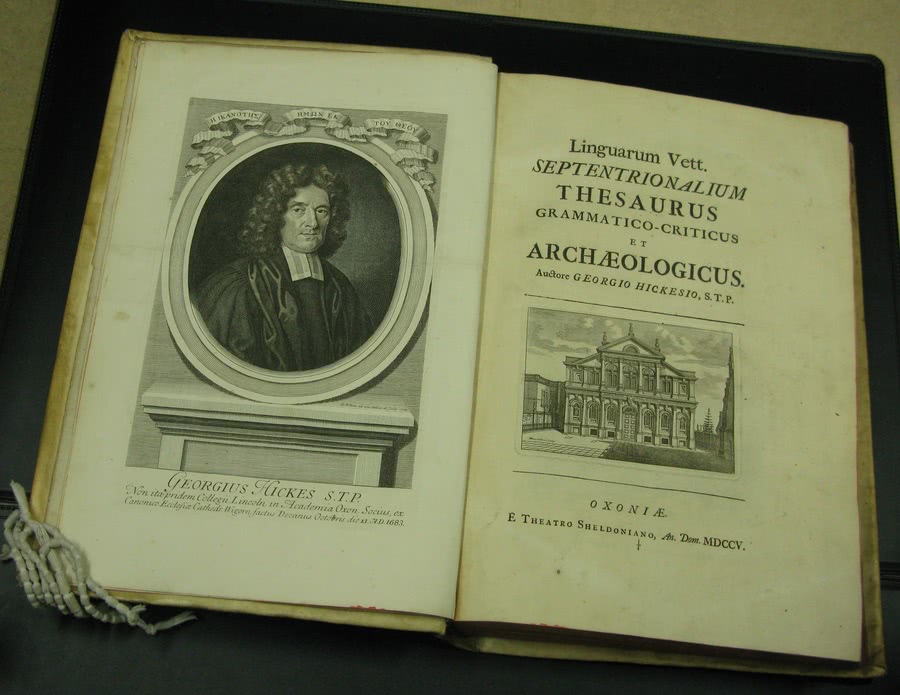 Η ΙΚΑΝΟΤΗΣ ΗΜΩΝ ΕΚ ΤΟΥ ΘΕΟΥ
GEORGIUS HICKES S.T.P.
Non ita pridem Collegii Lincoln in Academia Oxon. Socius, ex
Canonico Ecclesiæ Cathedr. Wigorn. factus Decanus Octobris die 13. A.D. 1683.
Linguarum Vett.
SEPTENTRIONALIUM
THESAURUS
GRAMMATICO-CRITICUS
ET
ARCHÆOLOGICUS.
Auctore GEORGIO HICKESIO, S.T.P.
OXONIÆ.
E THEATRO SHELDONIANO, An. Dom. MDCCV.